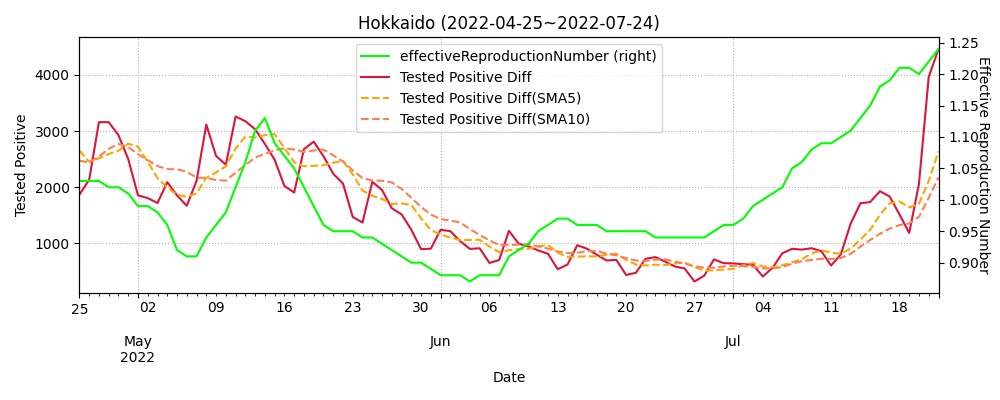 Hokkaido (2022-04-25~2022-07-24)
effectiveReproductionNumber (right)
Tested Positive Diff
Tested Positive Diff(SMA5)
Tested Positive Diff(SMA10)
Tested Positive
4000
3000
2000
1000
1.25
1.20
1.15
1.10
1.05
1.00
0.95
0.90
Effective Reproduction Number
25 02 09 16 23 30 06 13 20 27 04 11 18
May Jun Jul
2022
Date